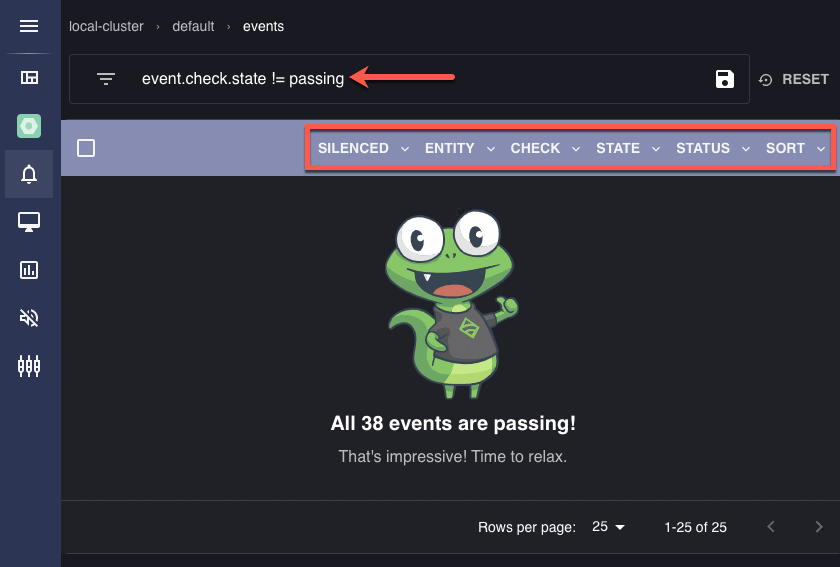 local-cluster › default › events
event.check.state != passing
RESET
SILENCED ENTITY CHECK STATE STATUS SORT
All 38 events are passing!
That's impressive! Time to relax.
Rows per page: 25 1-25 of 25